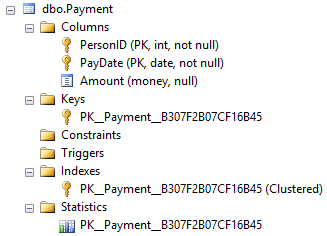 dbo.Payment
Columns
PersonID (PK, int, not null)
PayDate (PK, date, not null)
Amount (money, null)
Keys
PK__Payment__B307F2B07CF16B45
Constraints
Triggers
Indexes
PK__Payment__B307F2B07CF16B45 (Clustered)
Statistics
PK__Payment__B307F2B07CF16B45